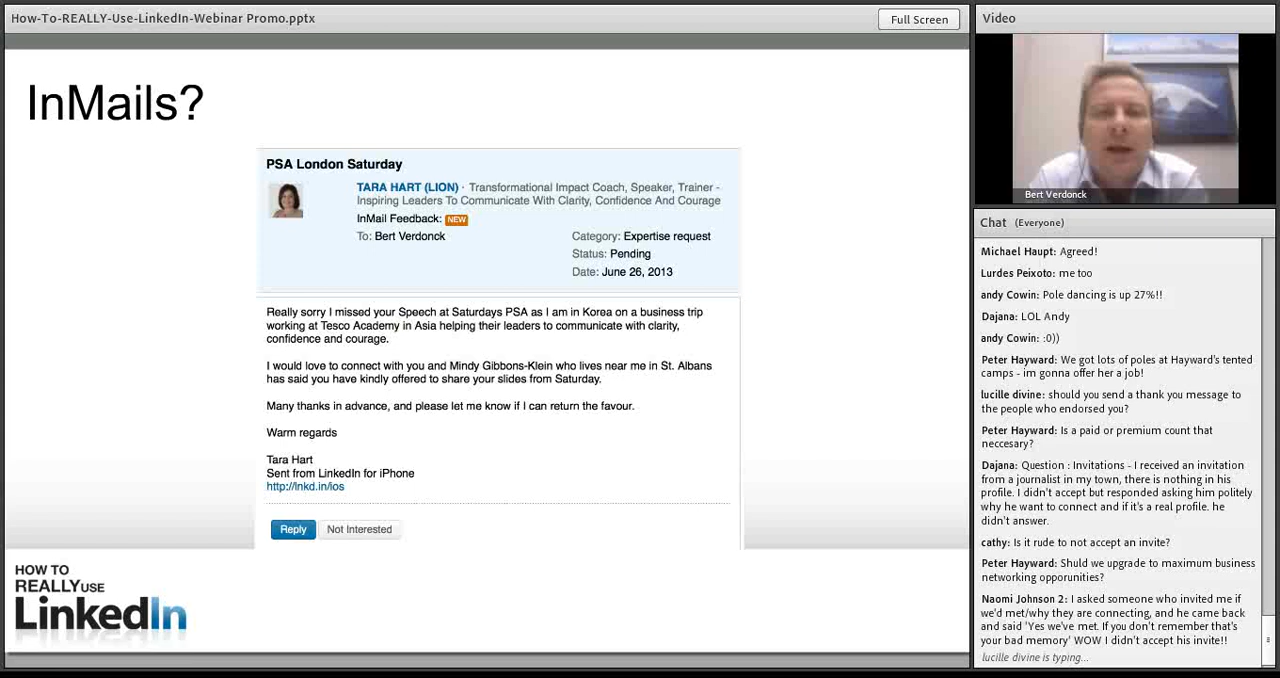 How-To-REALLY-Use-LinkedIn-Webinar Promo.pptx
Full Screen
InMails?
PSA London Saturday
TARA HART (LION) · Transformational Impact Coach, Speaker, Trainer -
Inspiring Leaders To Communicate With Clarity, Confidence And Courage
InMail Feedback: NEW
To: Bert Verdonck
Category: Expertise request
Status: Pending
Date: June 26, 2013
Really sorry I missed your Speech at Saturdays PSA as I am in Korea on a business trip
working at Tesco Academy in Asia helping their leaders to communicate with clarity,
confidence and courage.
I would love to connect with you and Mindy Gibbons-Klein who lives near me in St. Albans
has said you have kindly offered to share your slides from Saturday.
Many thanks in advance, and please let me know if I can return the favour.
Warm regards
Tara Hart
Sent from LinkedIn for iPhone
http://lnkd.in/ios
Reply
Not Interested
HOW TO
REALLY USE
LinkedIn
Video
Bert Verdonck
Chat (Everyone)
Michael Haupt: Agreed!
Lurdes Peixoto: me too
andy Cowin: Pole dancing is up 27%!!
Dajana: LOL Andy
andy Cowin: :0))
Peter Hayward: We got lots of poles at Hayward's tented
camps - im gonna offer her a job!
lucille divine: should you send a thank you message to
the people who endorsed you?
Peter Hayward: Is a paid or premium count that
neccesary?
Dajana: Question : Invitations - I received an invitation
from a journalist in my town, there is nothing in his
profile. I didn't accept but responded asking him politely
why he want to connect and if it's a real profile. he
didn't answer.
cathy: Is it rude to not accept an invite?
Peter Hayward: Shuld we upgrade to maximum business
networking opporunities?
Naomi Johnson 2: I asked someone who invited me if
we'd met/why they are connecting, and he came back
and said 'Yes we've met. If you don't remember that's
your bad memory' WOW I didn't accept his invite!!
lucille divine is typing...